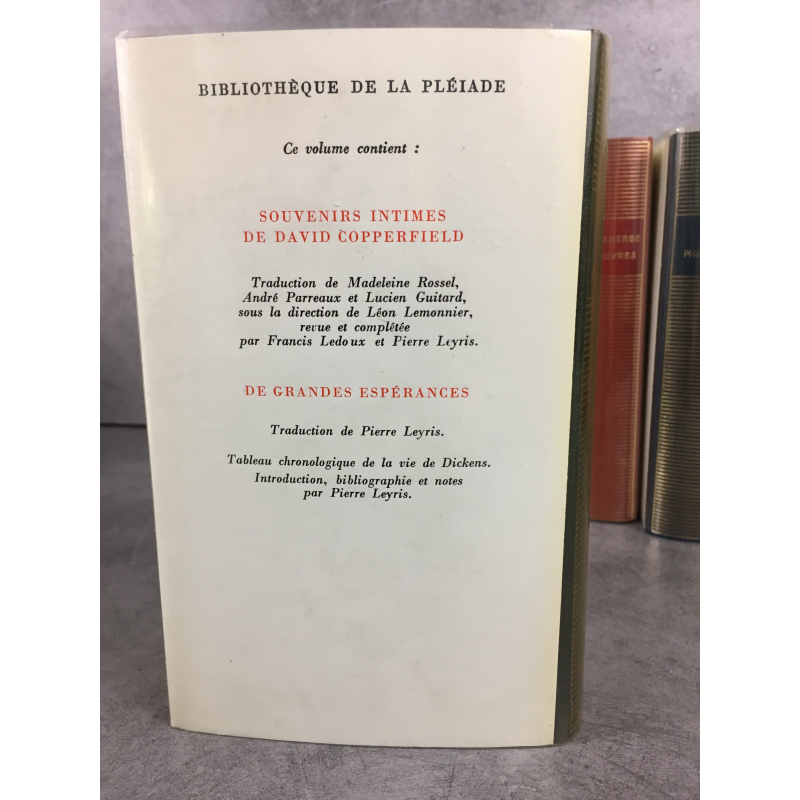 BIBLIOTHÈQUE DE LA PLÉIADE
Ce volume contient :
SOUVENIRS INTIMES
DE DAVID COPPERFIELD
Traduction de Madeleine Rossel,
André Parreaux et Lucien Guitard,
sous la direction de Léon Lemonnier,
revue et complétée
par Francis Ledoux et Pierre Leyris.
DE GRANDES ESPÉRANCES
Traduction de Pierre Leyris.
Tableau chronologique de la vie de Dickens.
Introduction, bibliographie et notes
par Pierre Leyris.